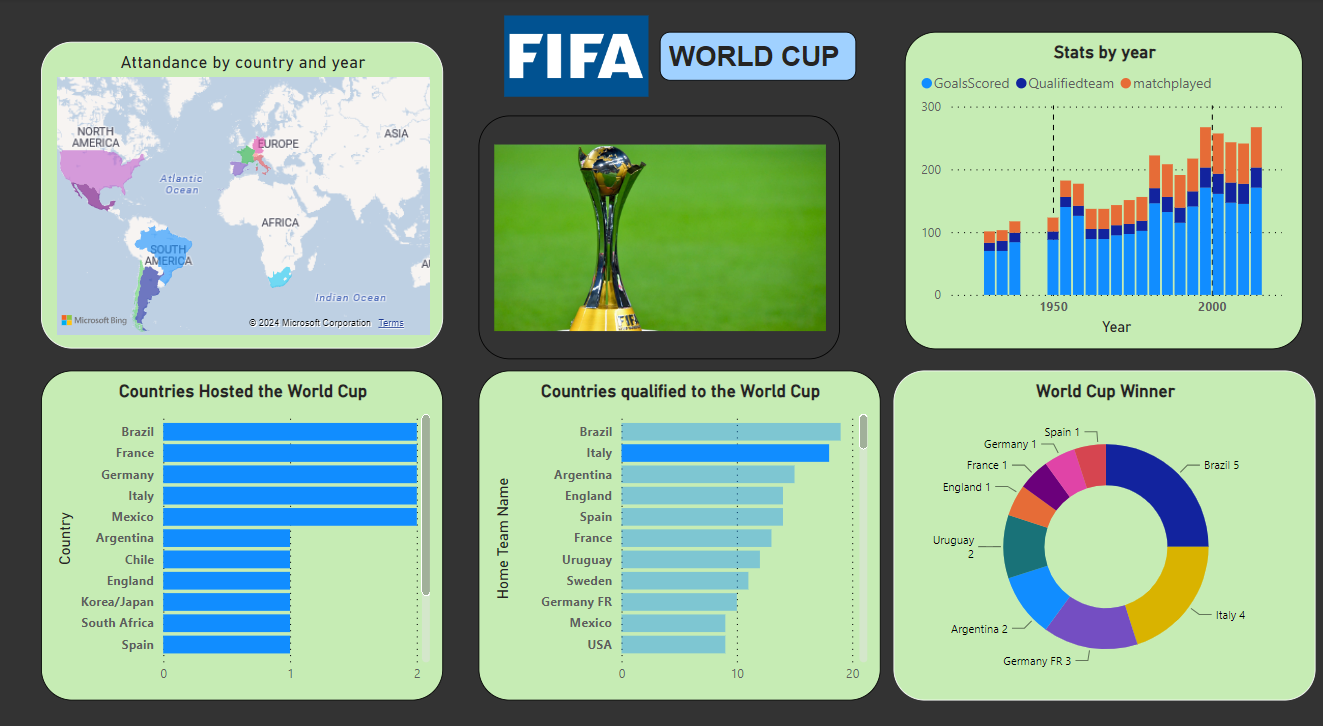 FIFA
WORLD CUP
Attandance by country and year
NORTH
AMERICA
EUROPE
ASIA
Atlantic
Ocean
AFRICA
SOUTH
AMERICA
Indian Ocean
Microsoft Bing
© 2024 Microsoft Corporation Terms
FIFA
Stats by year
GoalsScored Qualifiedteam matchplayed
300
200
100
0
1950 2000
Year
Countries Hosted the World Cup
Country
Brazil
France
Germany
Italy
Mexico
Argentina
Chile
England
Korea/Japan
South Africa
Spain
0 1 2
Countries qualified to the World Cup
Home Team Name
Brazil
Italy
Argentina
England
Spain
France
Uruguay
Sweden
Germany FR
Mexico
USA
0 10 20
World Cup Winner
Spain 1
Germany 1
France 1
England 1
Uruguay
2
Argentina 2
Germany FR 3
Italy 4
Brazil 5